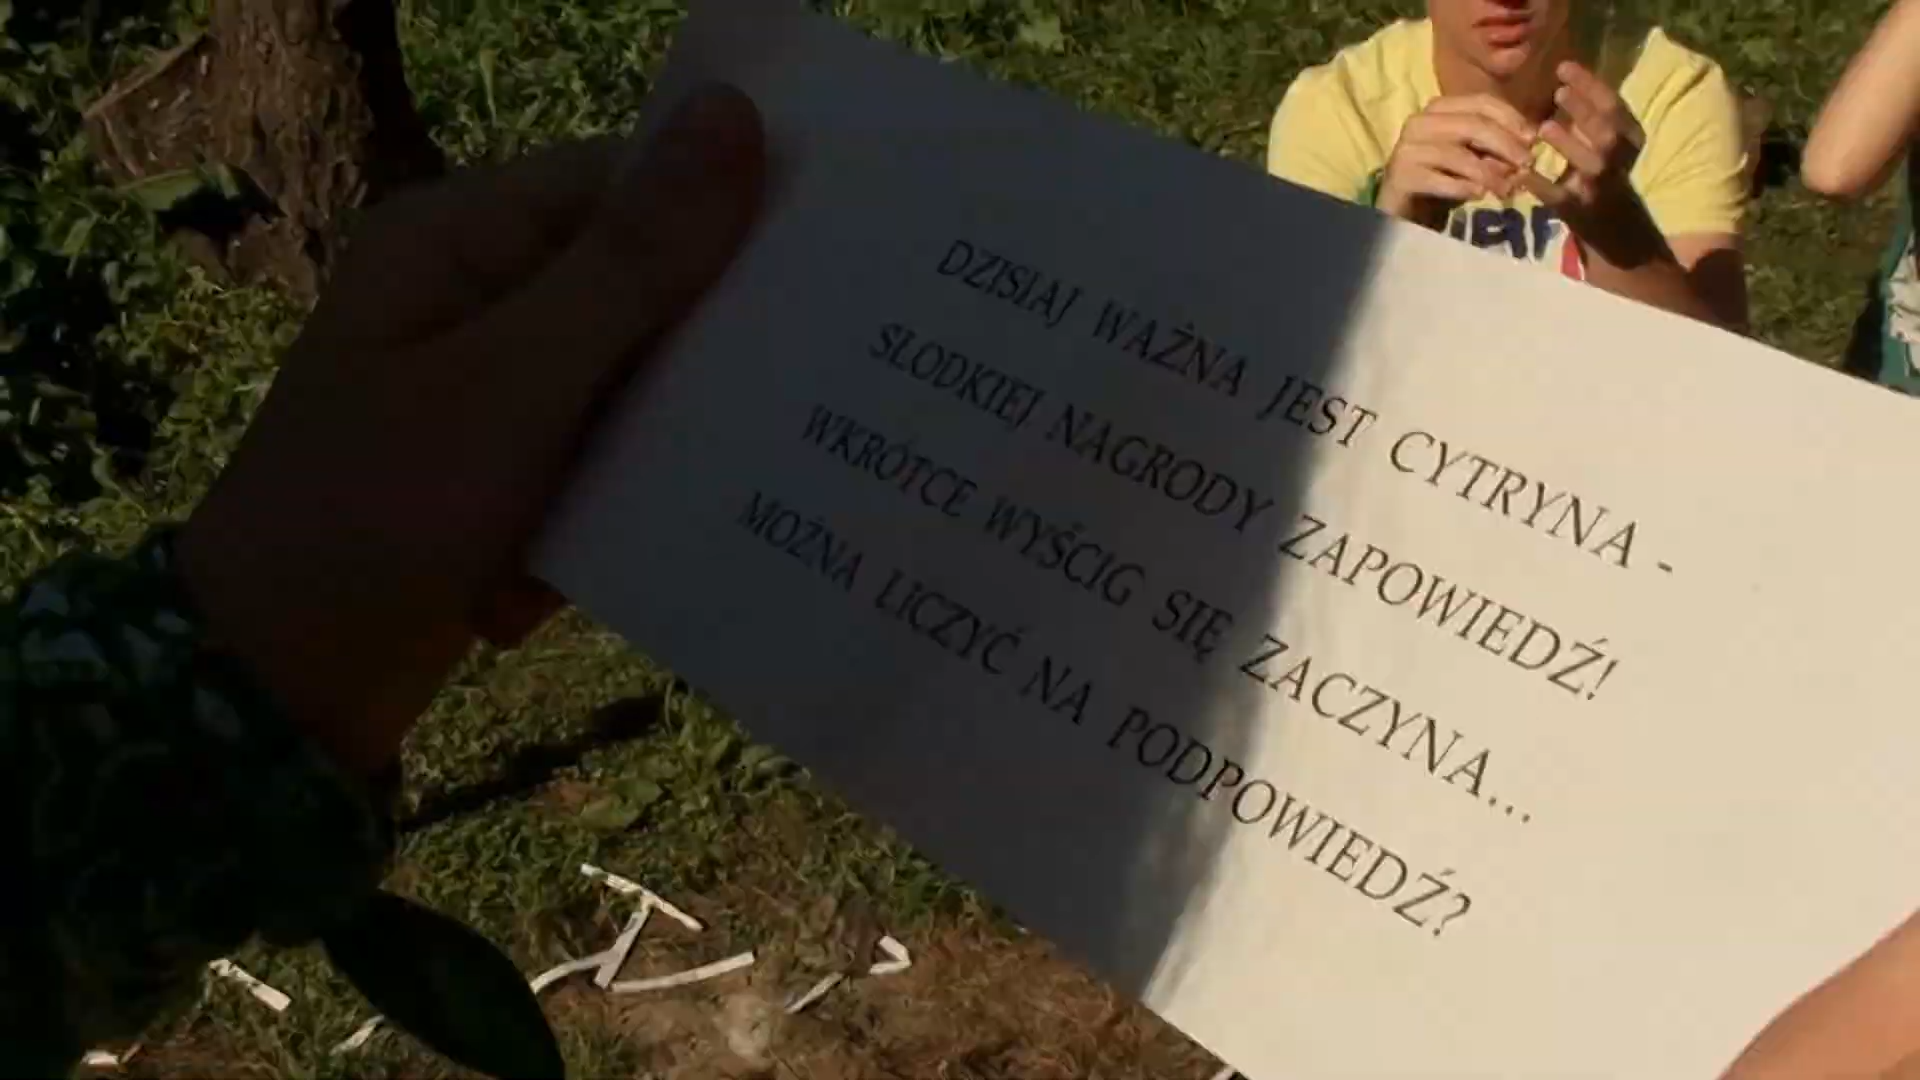 DZISIAJ WAŻNA JEST CYTRYNA -
SŁODKIEJ NAGRODY ZAPOWIEDŹ!
WKRÓTCE WYŚCIG SIĘ ZACZYNA...
MOŻNA LICZYĆ NA PODPOWIEDŹ?